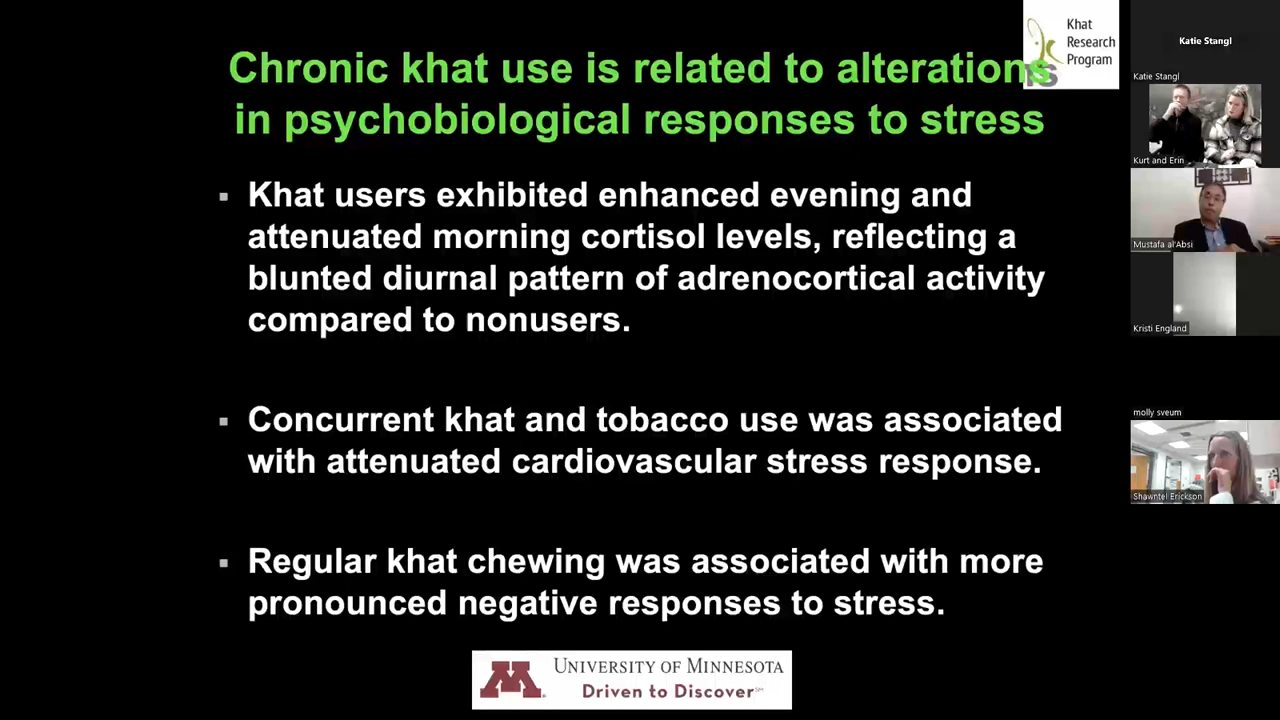 Chronic khat use is related to alterations
in psychobiological responses to stress
Khat
Research
Program
▪ Khat users exhibited enhanced evening and
attenuated morning cortisol levels, reflecting a
blunted diurnal pattern of adrenocortical activity
compared to nonusers.
▪ Concurrent khat and tobacco use was associated
with attenuated cardiovascular stress response.
▪ Regular khat chewing was associated with more
pronounced negative responses to stress.
M
UNIVERSITY OF MINNESOTA
Driven to Discover℠
Katie Stangl
Katie Stangl
Kurt and Erin
Mustafa al'Absi
Kristi England
molly sveum
Shawntel Erickson